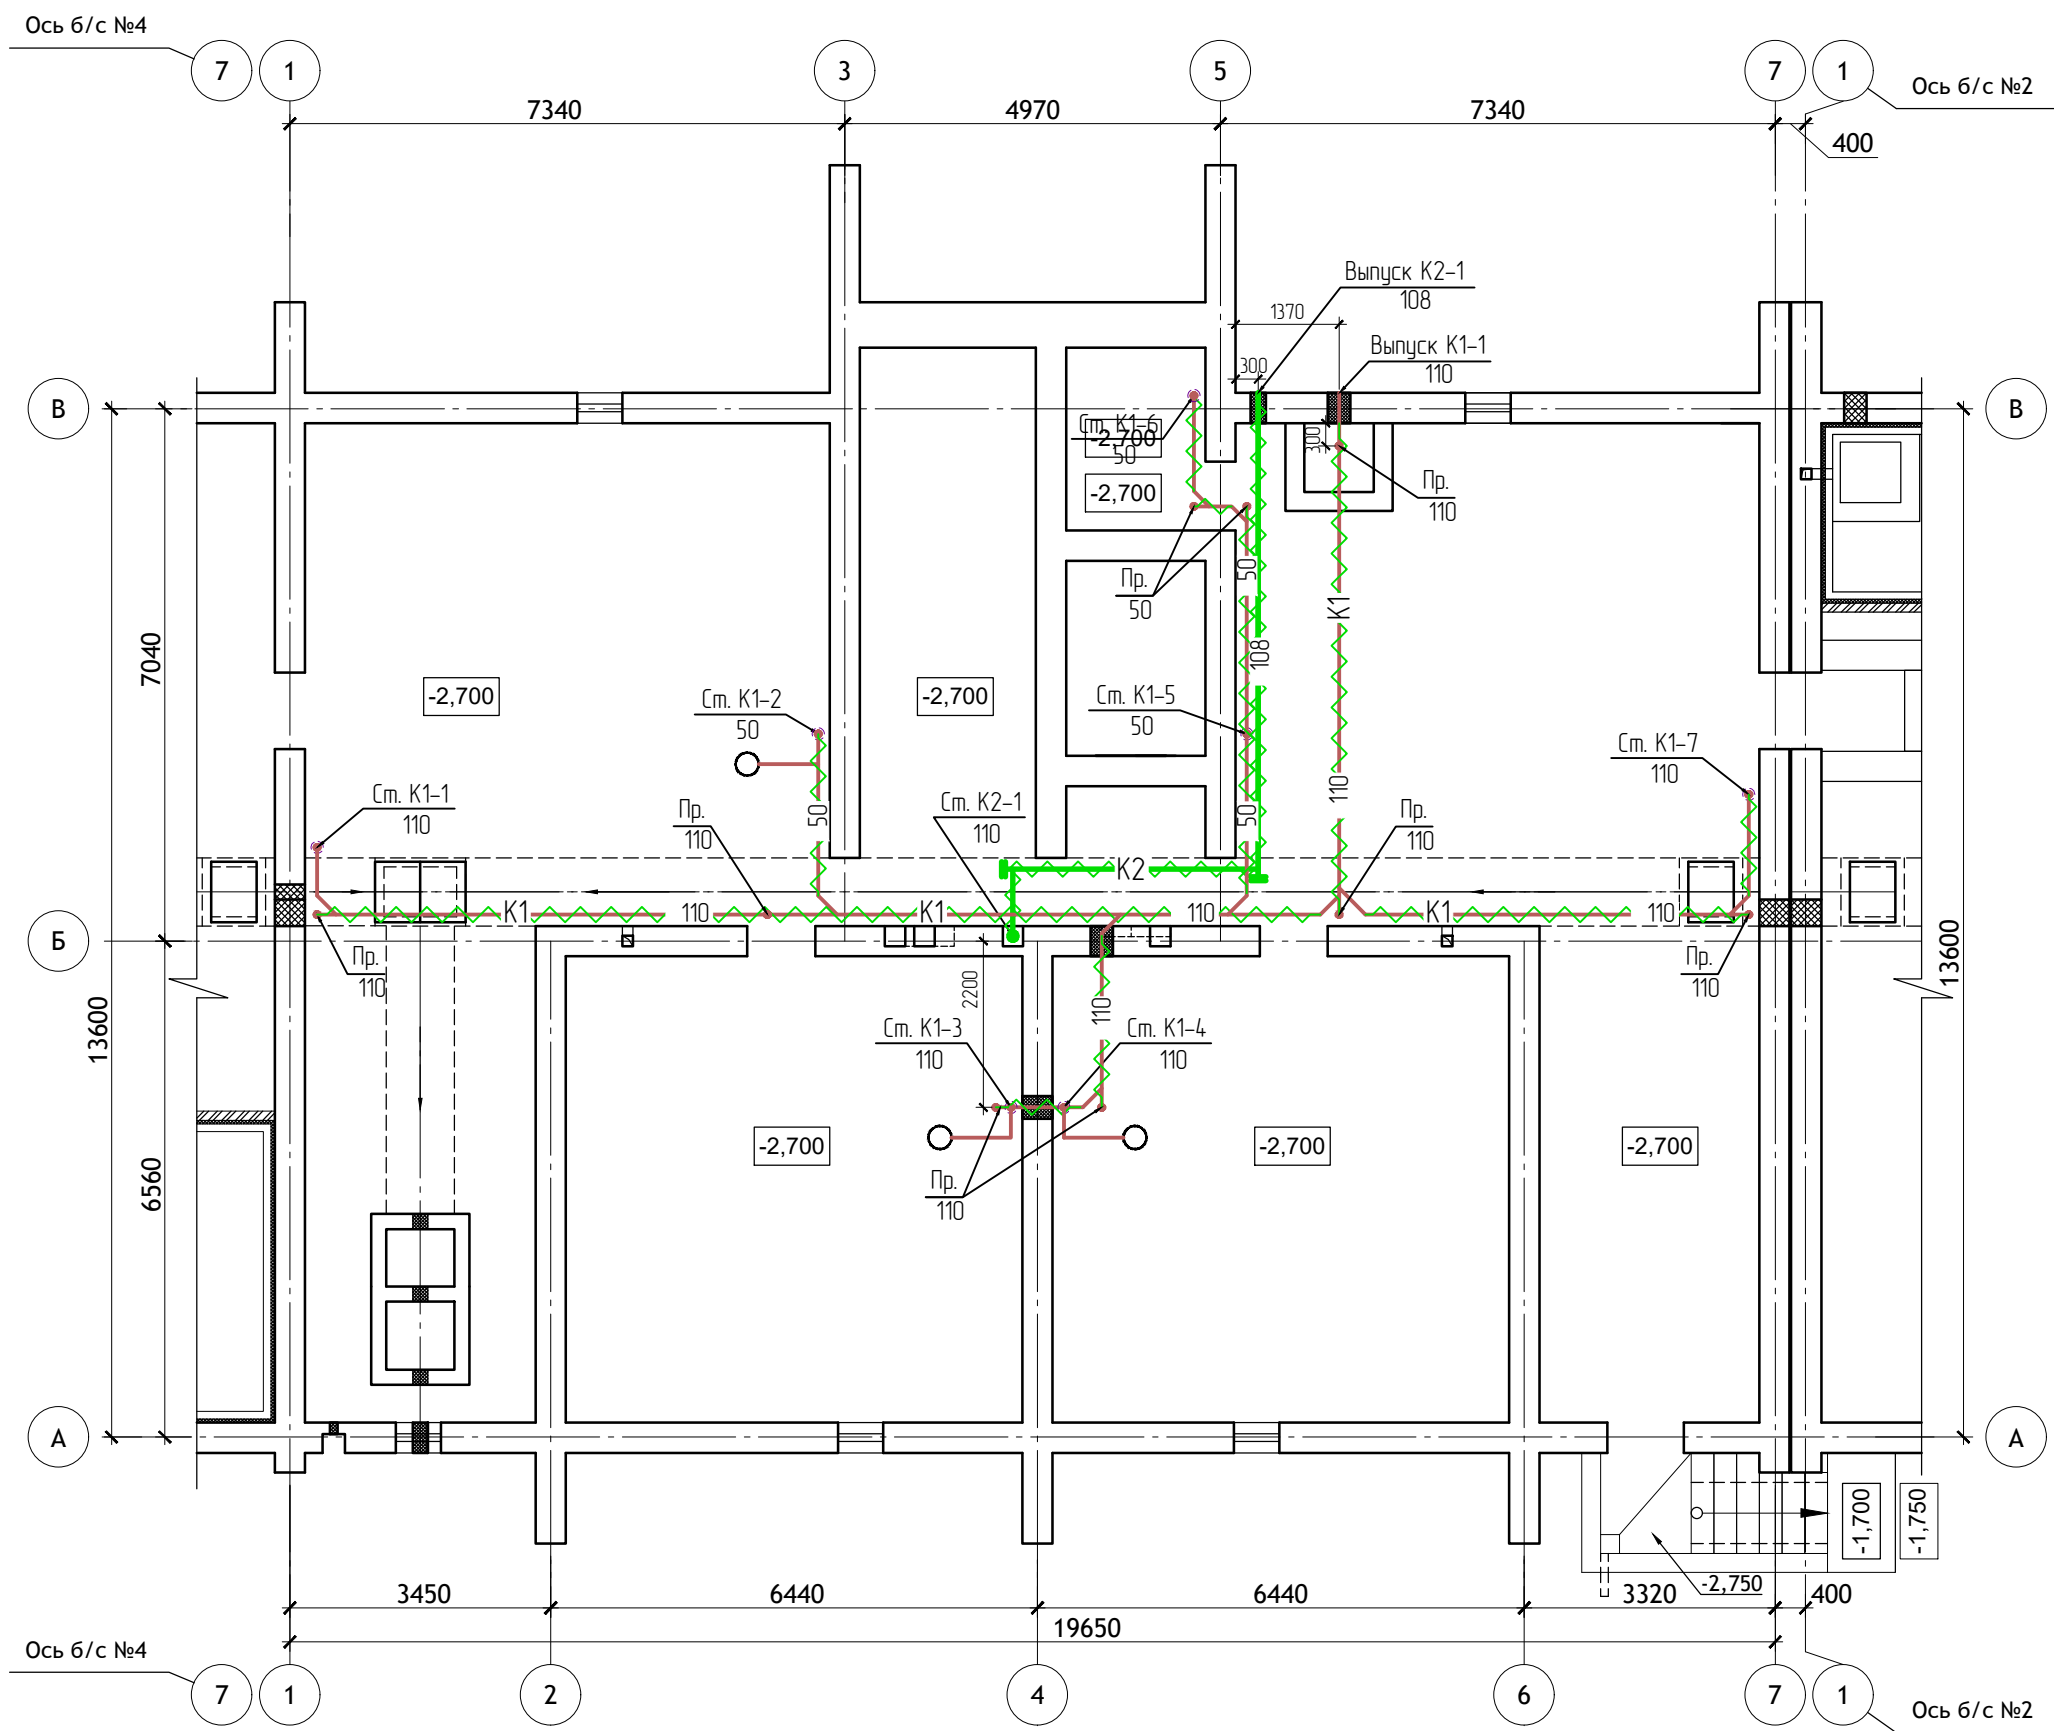 Ось б/с №4
7
1
3
5
7
1
Ось б/с №2
7340
4970
7340
400
Выпуск К2-1
108
1370
Выпуск К1-1
110
300
В
В
Ст. К1-6
50
-2,700
300
-2,700
Пр.
110
50
Пр.
50
К1
7040
108
-2,700
-2,700
Ст. К1-2
50
Ст. К1-5
50
Ст. К1-7
110
Ст. К1-1
110
Пр.
110
50
Ст. К2-1
110
50
110
Пр.
110
К2
К1
110
К1
110
К1
110
Б
Б
Пр.
110
2200
110
Пр.
110
13600
13600
Ст. К1-3
110
Ст. К1-4
110
-2,700
-2,700
-2,700
6560
Пр.
110
А
А
-1,700
-1,750
-2,750
3450
6440
6440
3320
400
19650
Ось б/с №4
7
1
2
4
6
7
1
Ось б/с №2